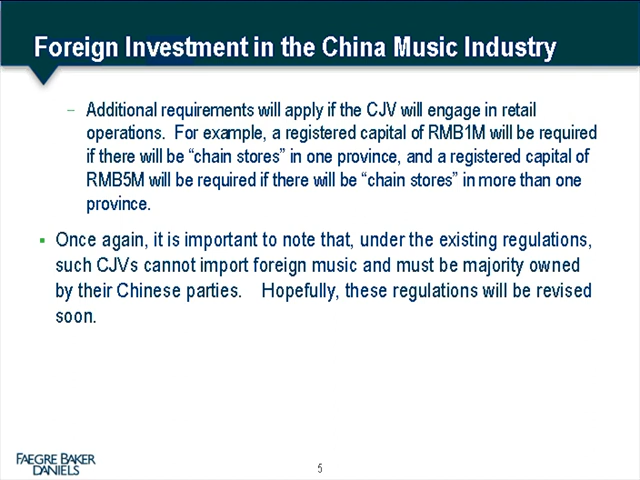 Foreign Investment in the China Music Industry
– Additional requirements will apply if the CJV will engage in retail
operations. For example, a registered capital of RMB1M will be required
if there will be “chain stores” in one province, and a registered capital of
RMB5M will be required if there will be “chain stores” in more than one
province.
▪ Once again, it is important to note that, under the existing regulations,
such CJVs cannot import foreign music and must be majority owned
by their Chinese parties. Hopefully, these regulations will be revised
soon.
FAEGRE BAKER
DANIELS
5